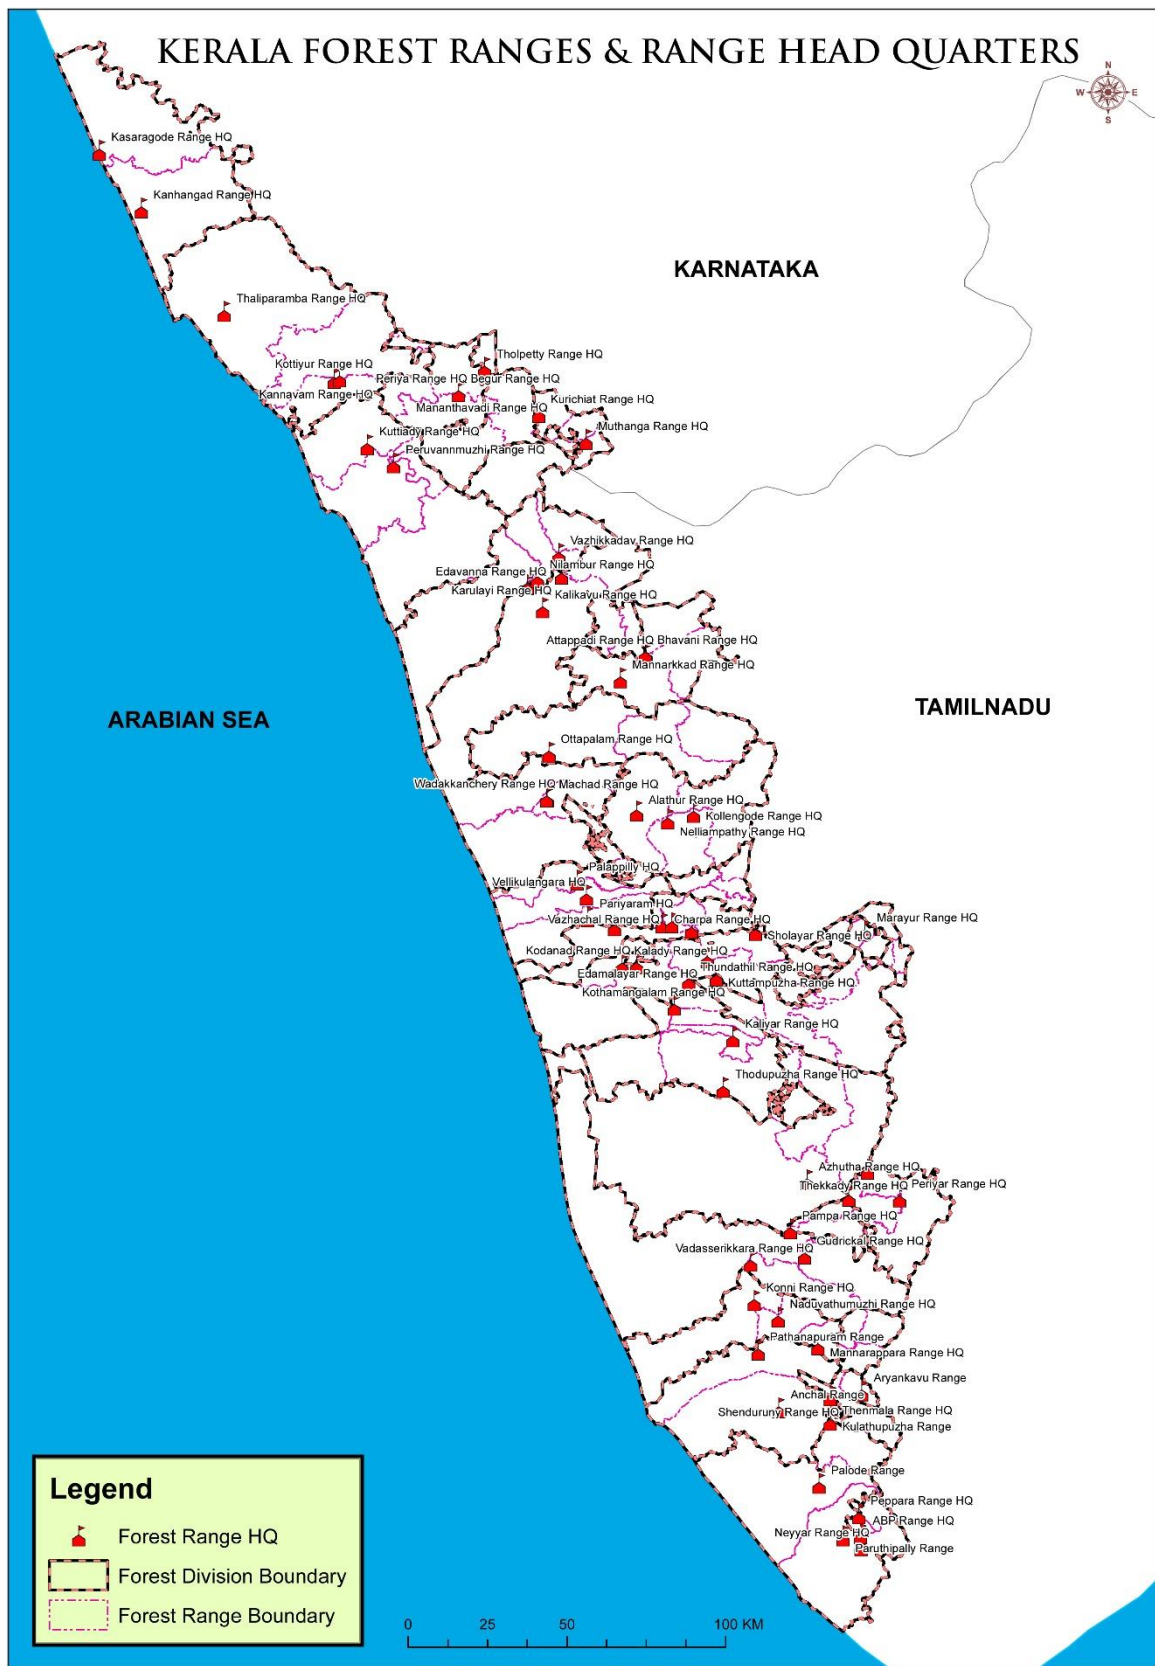 KERALA FOREST RANGES & RANGE HEAD QUARTERS
N
W E
S
Kasaragode Range HQ
Kanhangad Range HQ
KARNATAKA
Thaliparamba Range HQ
Tholpetty Range HQ
Kottiyur Range HQ
Periya Range HQ
Begur Range HQ
Kannavam Range HQ
Kurichiat Range HQ
Mananthavadi Range HQ
Muthanga Range HQ
Kuttiady Range HQ
Peruvannmuzhi Range HQ
Vazhikkadav Range HQ
Nilambur Range HQ
Edavanna Range HQ
Karulayi Range HQ
Kalikavu Range HQ
Attappadi Range HQ
Bhavani Range HQ
Mannarkkad Range HQ
TAMILNADU
ARABIAN SEA
Ottapalam Range HQ
Wadakkanchery Range HQ
Machad Range HQ
Alathur Range HQ
Kollengode Range HQ
Nelliampathy Range HQ
Palappilly HQ
Vellikulangara HQ
Pariyaram HQ
Vazhachal Range HQ
Charpa Range HQ
Marayur Range HQ
Sholayar Range HQ
Kodanad Range HQ
Kalady Range HQ
Thundathil Range HQ
Edamalayar Range HQ
Kuttampuzha Range HQ
Kothamangalam Range HQ
Kaliyar Range HQ
Thodupuzha Range HQ
Azhutha Range HQ
Thekkady Range HQ
Periyar Range HQ
Pampa Range HQ
Gudrickal Range HQ
Vadasserikkara Range HQ
Konni Range HQ
Naduvathumuzhi Range HQ
Pathanapuram Range
Mannarappara Range HQ
Aryankavu Range
Anchal Range
Shenduruny Range HQ
Thenmala Range HQ
Kulathupuzha Range
Palode Range
Peppara Range HQ
ABP Range HQ
Neyyar Range HQ
Paruthipally Range
Legend
Forest Range HQ
Forest Division Boundary
Forest Range Boundary
0 25 50 100 KM